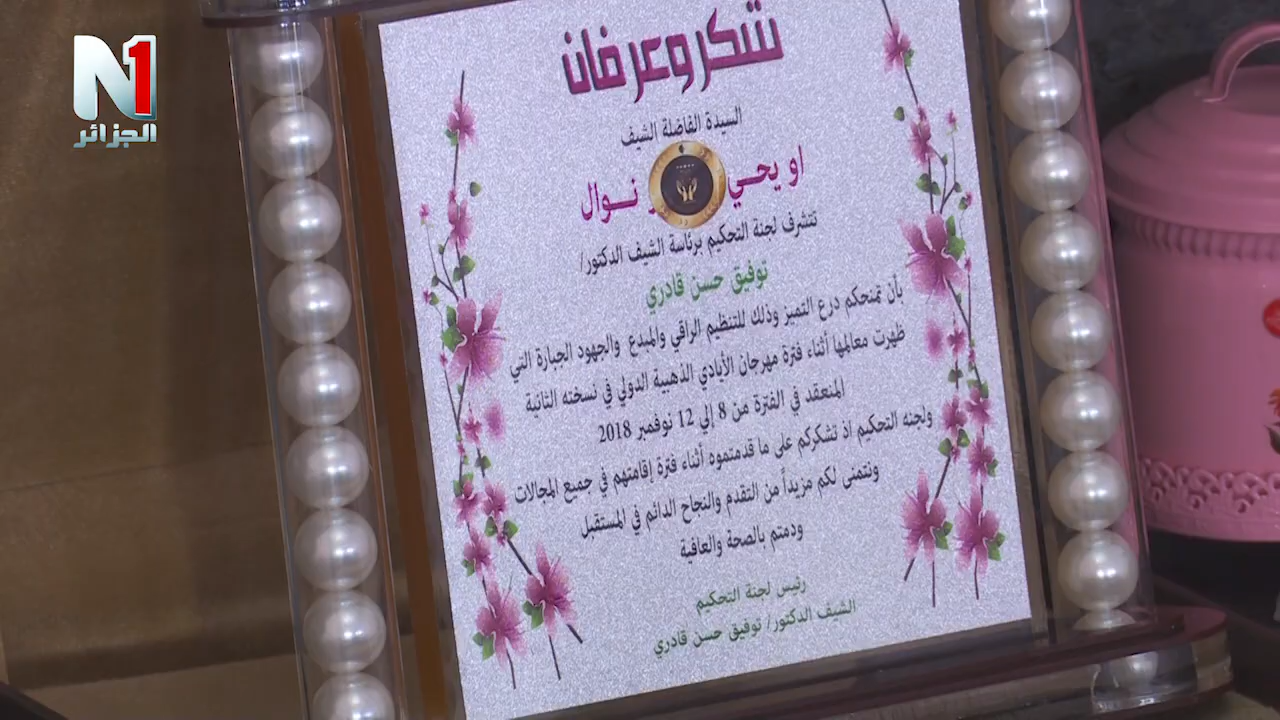 N1
الجزائر
شكر وعرفان
السيدة الفاضلة الشيف
او يحي نوال
تتشرف لجنة التحكيم برئاسة الشيف الدكتور/
توفيق حسن قادري
بأن تمنحكم درع التميز وذلك للتنظيم الراقي والمبدع والجهود الجبارة التي
ظهرت معالمها أثناء فترة مهرجان الأيادي الذهبية الدولي في نسخته الثانية
المنعقد في الفترة من 8 إلي 12 نوفمبر 2018
ولجنه التحكيم اذ تشكركم على ما قدمتموه أثناء فترة إقامتهم في جميع المجالات
ونتمنى لكم مزيداً من التقدم والنجاح الدائم في المستقبل
ودمتم بالصحة والعافية
رئيس لجنة التحكيم
الشيف الدكتور/ توفيق حسن قادري